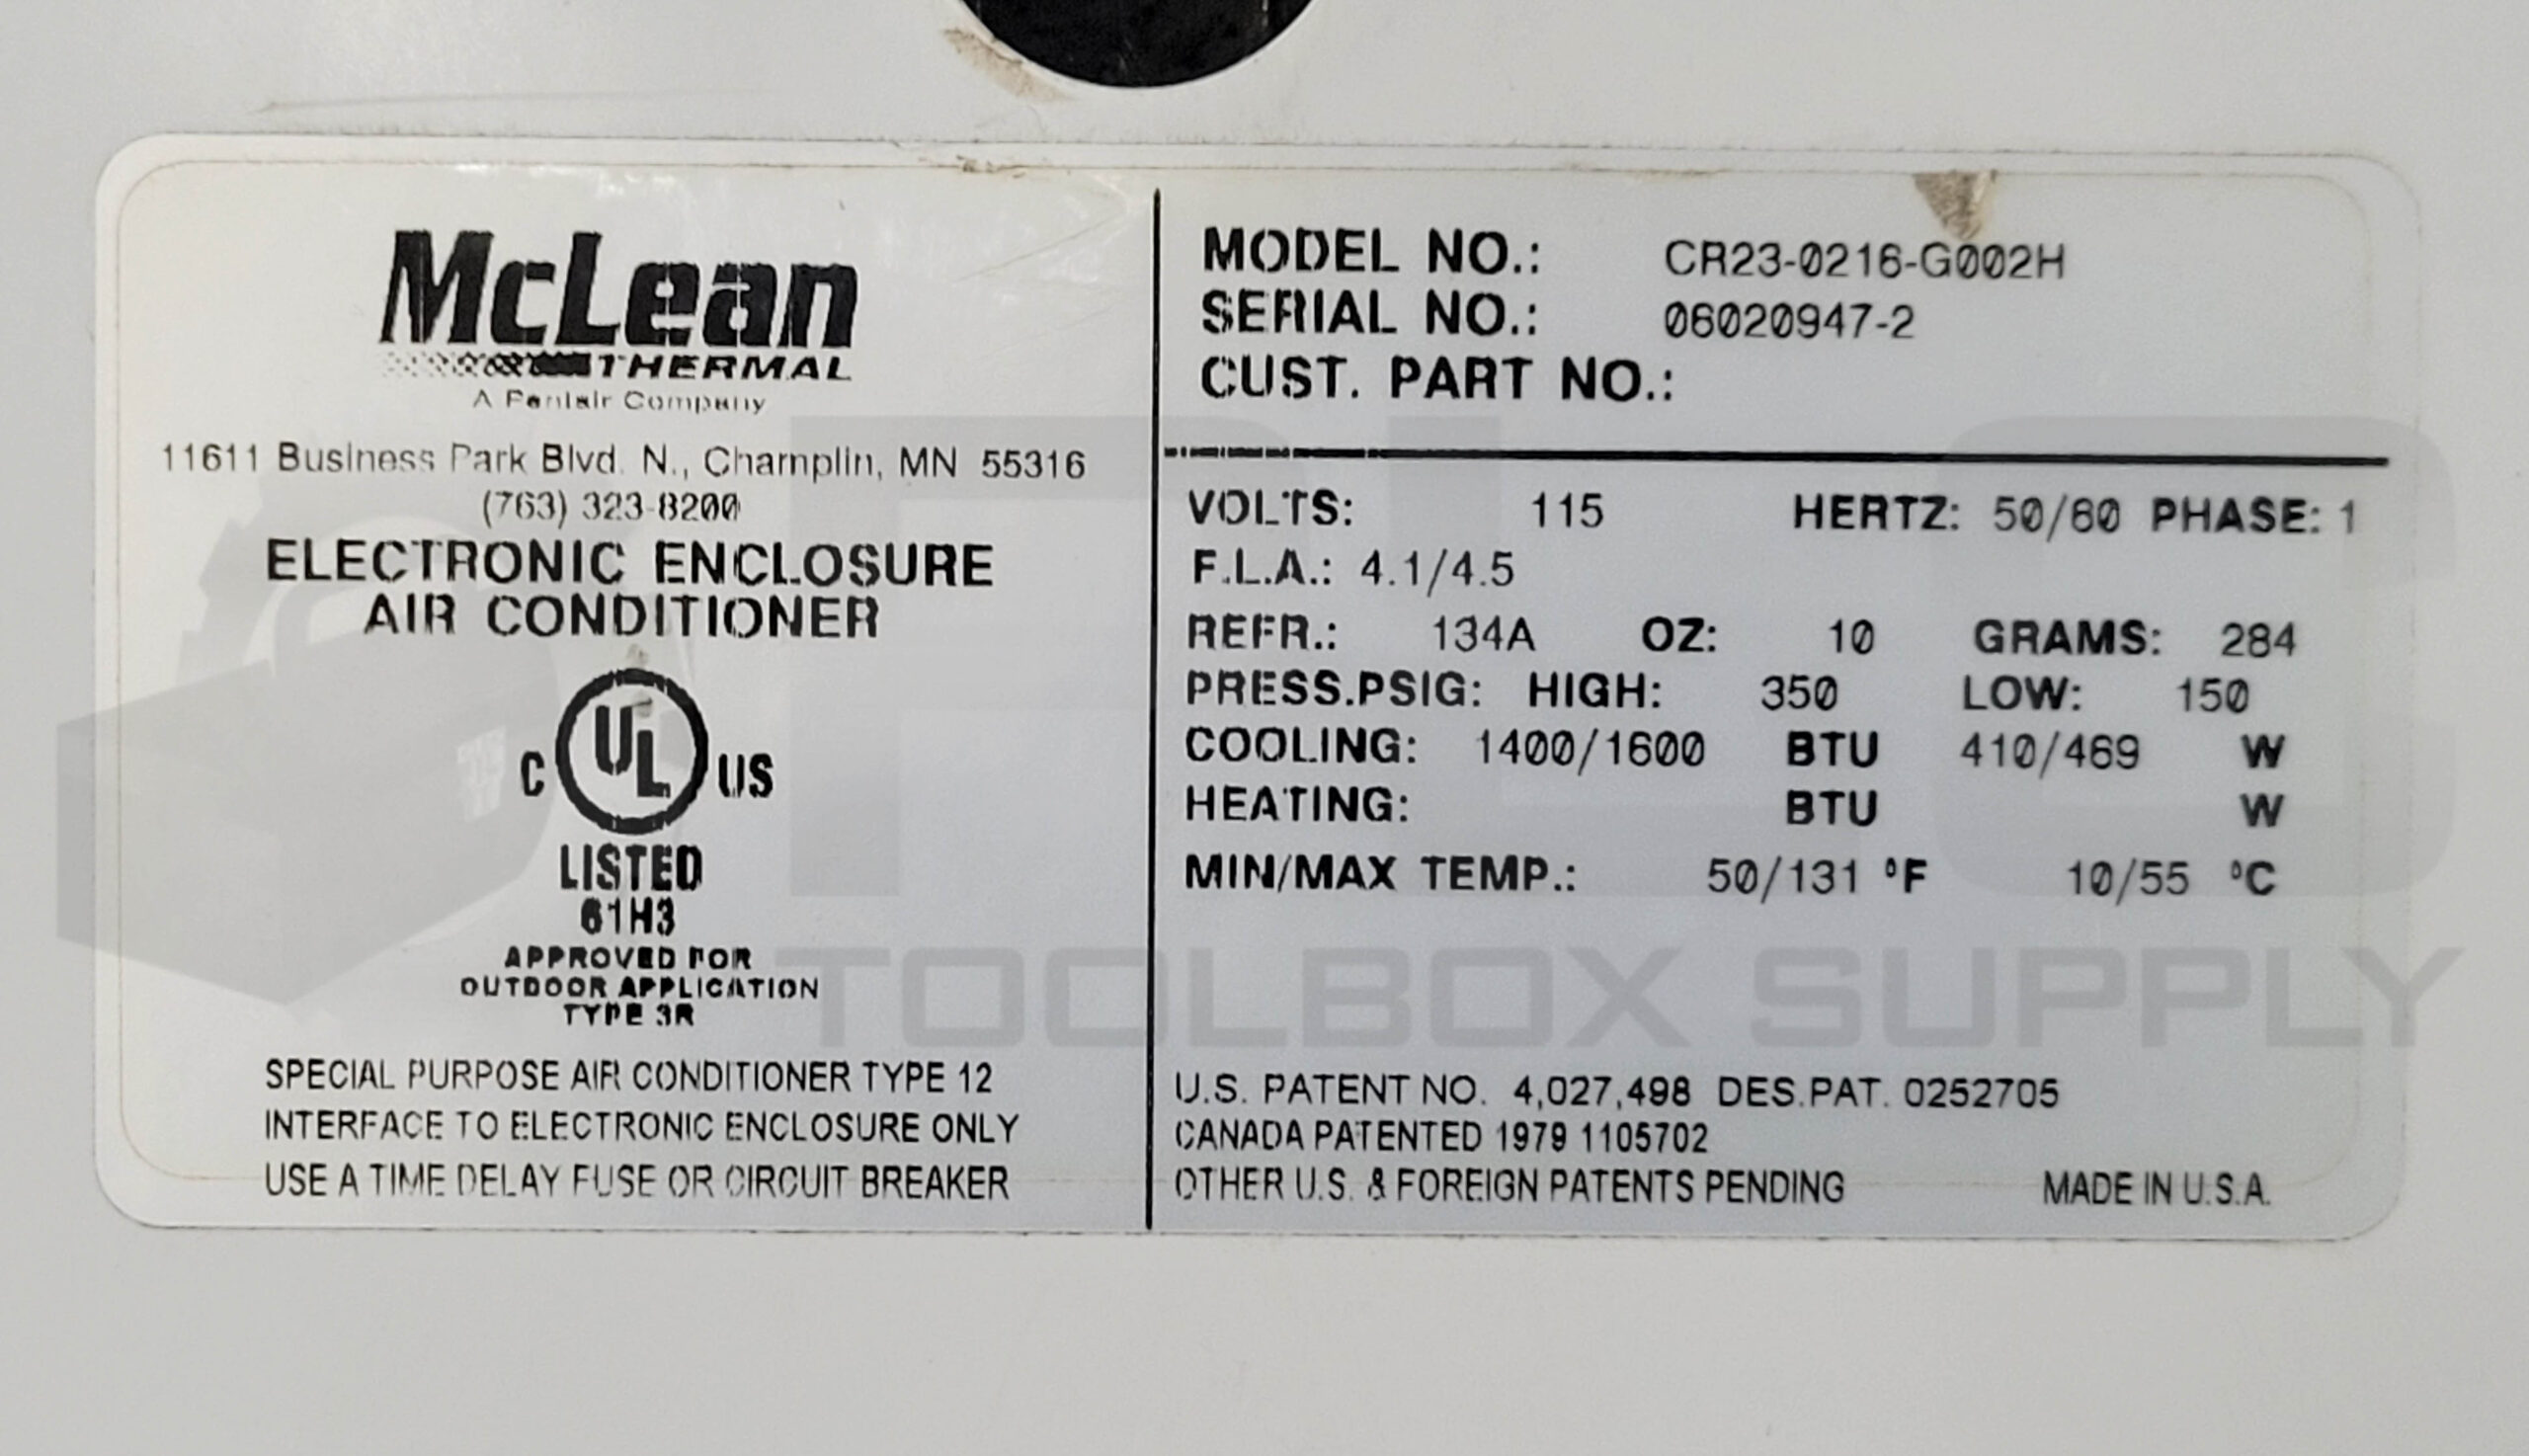 McLean
THERMAL
A Pentair Company
11611 Business Park Blvd. N., Champlin, MN 55316
(763) 323-8200
ELECTRONIC ENCLOSURE
AIR CONDITIONER
C UL US
LISTED
61H3
APPROVED FOR
OUTDOOR APPLICATION
TYPE 3R
SPECIAL PURPOSE AIR CONDITIONER TYPE 12
INTERFACE TO ELECTRONIC ENCLOSURE ONLY
USE A TIME DELAY FUSE OR CIRCUIT BREAKER
MODEL NO.: CR23-0216-G002H
SERIAL NO.: 06020947-2
CUST. PART NO.:
VOLTS: 115 HERTZ: 50/60 PHASE: 1
F.L.A.: 4.1/4.5
REFR.: 134A OZ: 10 GRAMS: 284
PRESS.PSIG: HIGH: 350 LOW: 150
COOLING: 1400/1600 BTU 410/469 W
HEATING: BTU W
MIN/MAX TEMP.: 50/131 °F 10/55 °C
U.S. PATENT NO. 4,027,498 DES.PAT. 0252705
CANADA PATENTED 1979 1105702
OTHER U.S. & FOREIGN PATENTS PENDING MADE IN U.S.A.
PLC
TOOLBOX SUPPLY